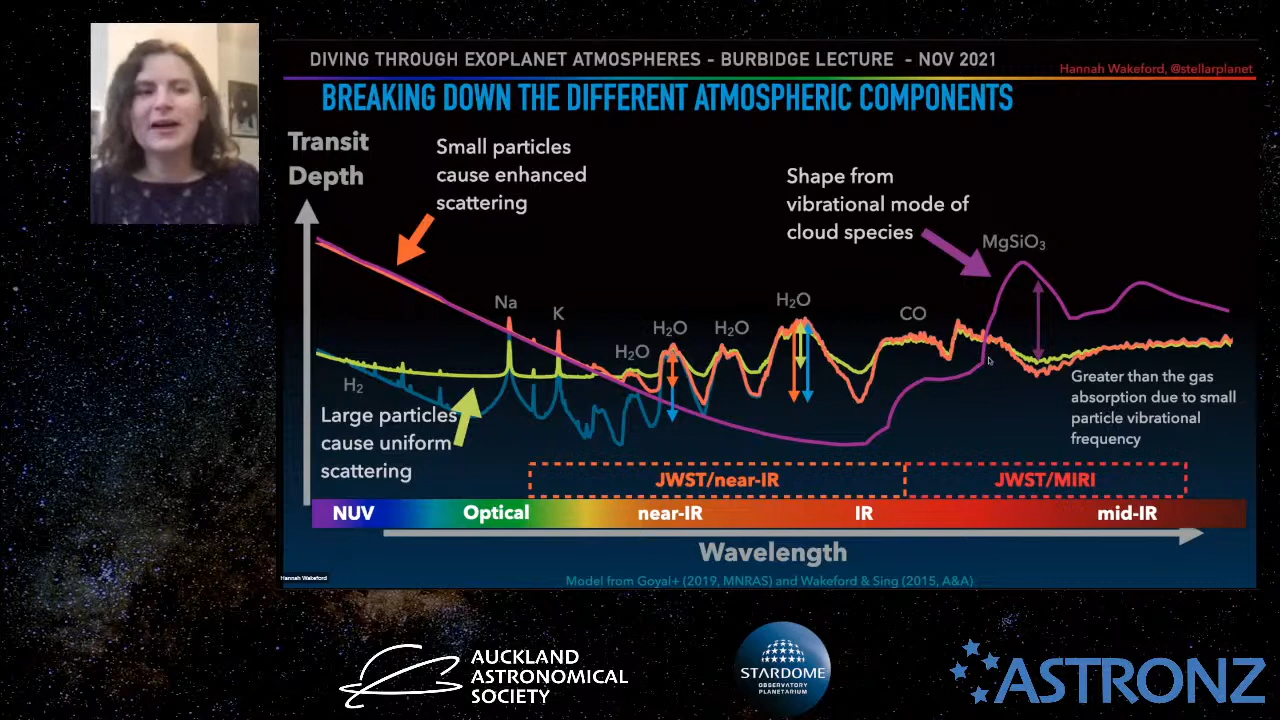 DIVING THROUGH EXOPLANET ATMOSPHERES - BURBIDGE LECTURE - NOV 2021
Hannah Wakeford, @stellarplanet
BREAKING DOWN THE DIFFERENT ATMOSPHERIC COMPONENTS
Transit
Depth
Small particles
cause enhanced
scattering
Shape from
vibrational mode of
cloud species
MgSiO₃
Na
K
H₂O
H₂O
H₂O
H₂O
CO
H₂
Large particles
cause uniform
scattering
Greater than the gas
absorption due to small
particle vibrational
frequency
JWST/near-IR
JWST/MIRI
NUV
Optical
near-IR
IR
mid-IR
Wavelength
Hannah Wakeford
Model from Goyal+ (2019, MNRAS) and Wakeford & Sing (2015, A&A)
AUCKLAND
ASTRONOMICAL
SOCIETY
STARDOME
OBSERVATORY
PLANETARIUM
ASTRONZ